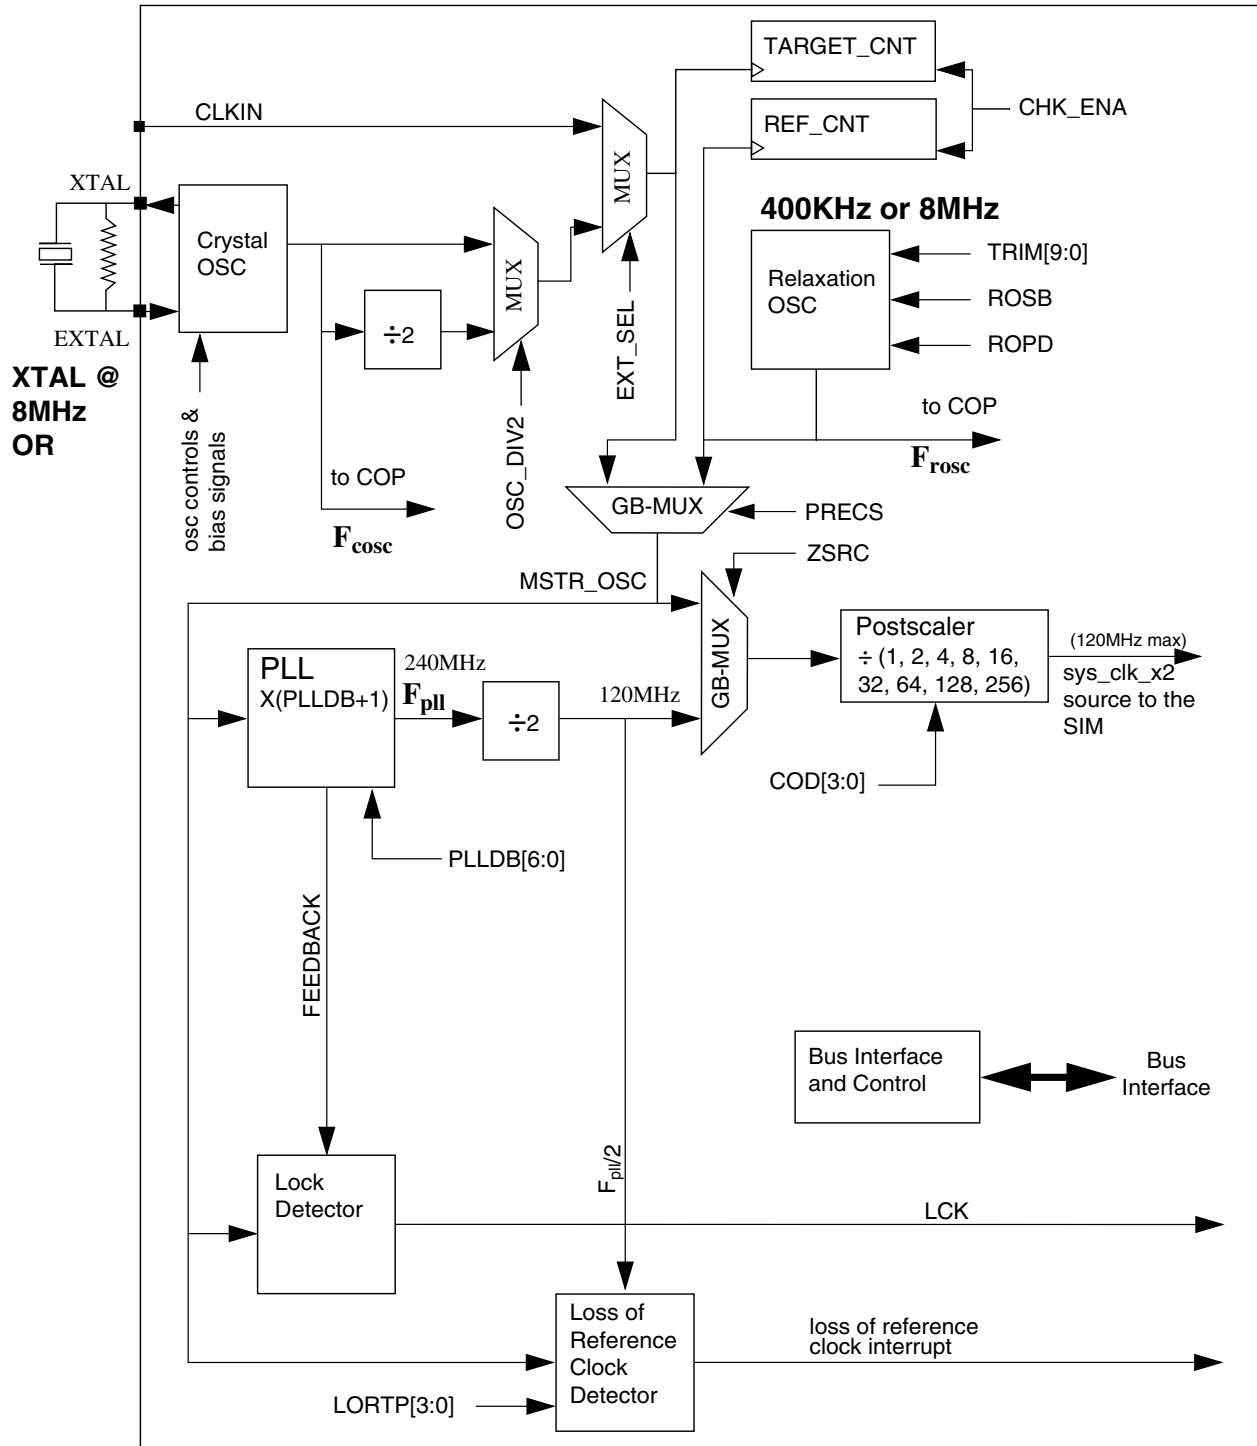 TARGET_CNT
CLKIN
CHK_ENA
REF_CNT
MUX
XTAL
400KHz or 8MHz
Crystal
OSC
MUX
TRIM[9:0]
Relaxation
OSC
ROSB
÷2
EXTAL
EXT_SEL
ROPD
XTAL @
8MHz
OR
to COP
osc controls &
bias signals
OSC_DIV2
F_rosc
to COP
GB-MUX
PRECS
F_cosc
ZSRC
MSTR_OSC
GB-MUX
Postscaler
÷ (1, 2, 4, 8, 16,
32, 64, 128, 256)
(120MHz max)
sys_clk_x2
source to the
SIM
PLL
X(PLLDB+1)
240MHz
F_pll
÷2
120MHz
COD[3:0]
PLLDB[6:0]
FEEDBACK
Bus Interface
and Control
Bus
Interface
F_pll/2
Lock
Detector
LCK
Loss of
Reference
Clock
Detector
loss of reference
clock interrupt
LORTP[3:0]